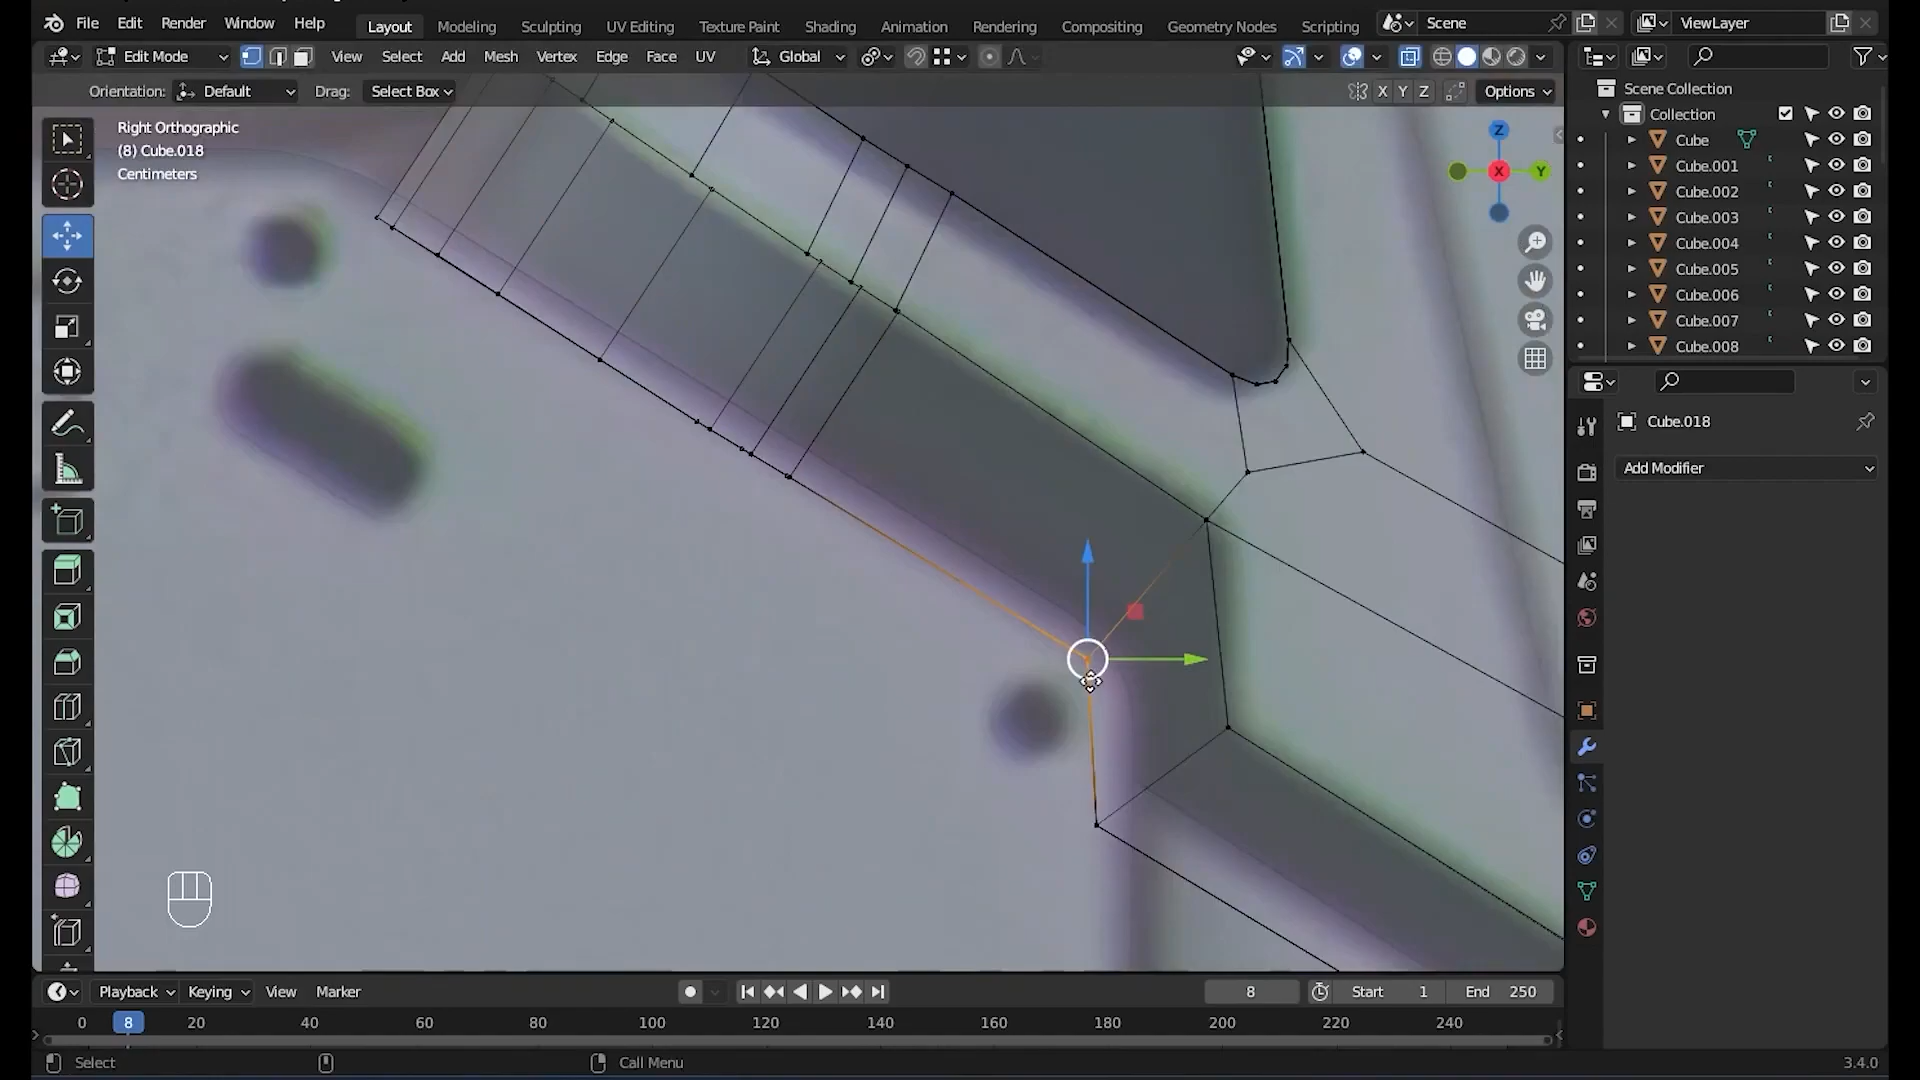 File Edit Render Window Help Layout Modeling Sculpting UV Editing Texture Paint Shading Animation Rendering Compositing Geometry Nodes Scripting Scene ViewLayer
Edit Mode View Select Add Mesh Vertex Edge Face UV Global
Orientation: Default Drag: Select Box X Y Z Options
Scene Collection
Collection
Cube
Cube.001
Cube.002
Cube.003
Cube.004
Cube.005
Cube.006
Cube.007
Cube.008
Right Orthographic
(8) Cube.018
Centimeters
Z
X
Y
Cube.018
Add Modifier
Playback Keying View Marker 8 Start 1 End 250
0 8 20 40 60 80 100 120 140 160 180 200 220 240
Select Call Menu 3.4.0